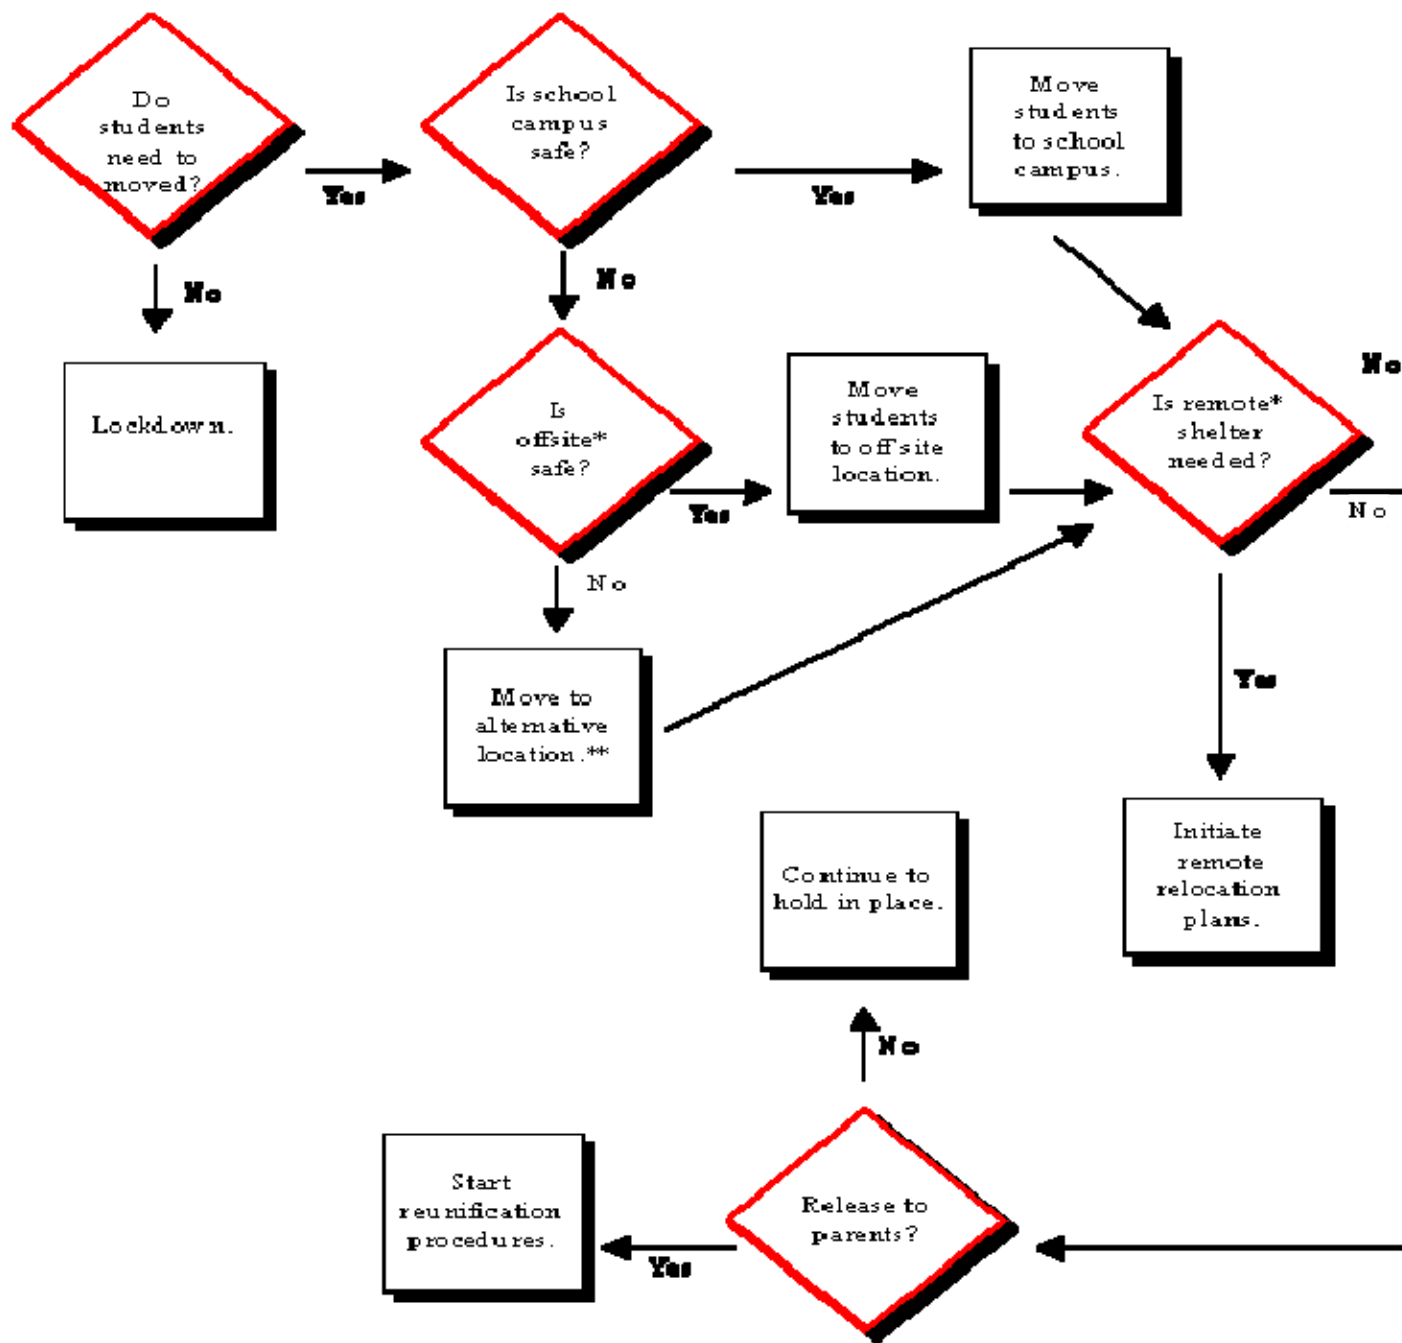 Do
students
need to
moved?
Yes
No
Lockdown.
Is school
campus
safe?
Yes
No
Move
students
to school
campus.
Is
offsite*
safe?
Yes
No
Move
students
to offsite
location.
Move to
alternative
location.**
Is remote*
shelter
needed?
No
No
Yes
Initiate
remote
relocation
plans.
Continue to
hold in place.
No
Release to
parents?
Yes
Start
reunification
procedures.